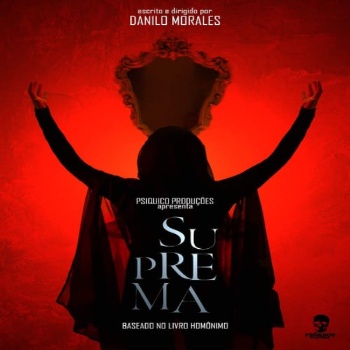 escrito e dirigido por
DANILO MORALES
PSIQUICO PRODUÇÕES
apresenta
SU
PRE
MA
BASEADO NO LIVRO HOMÔNIMO